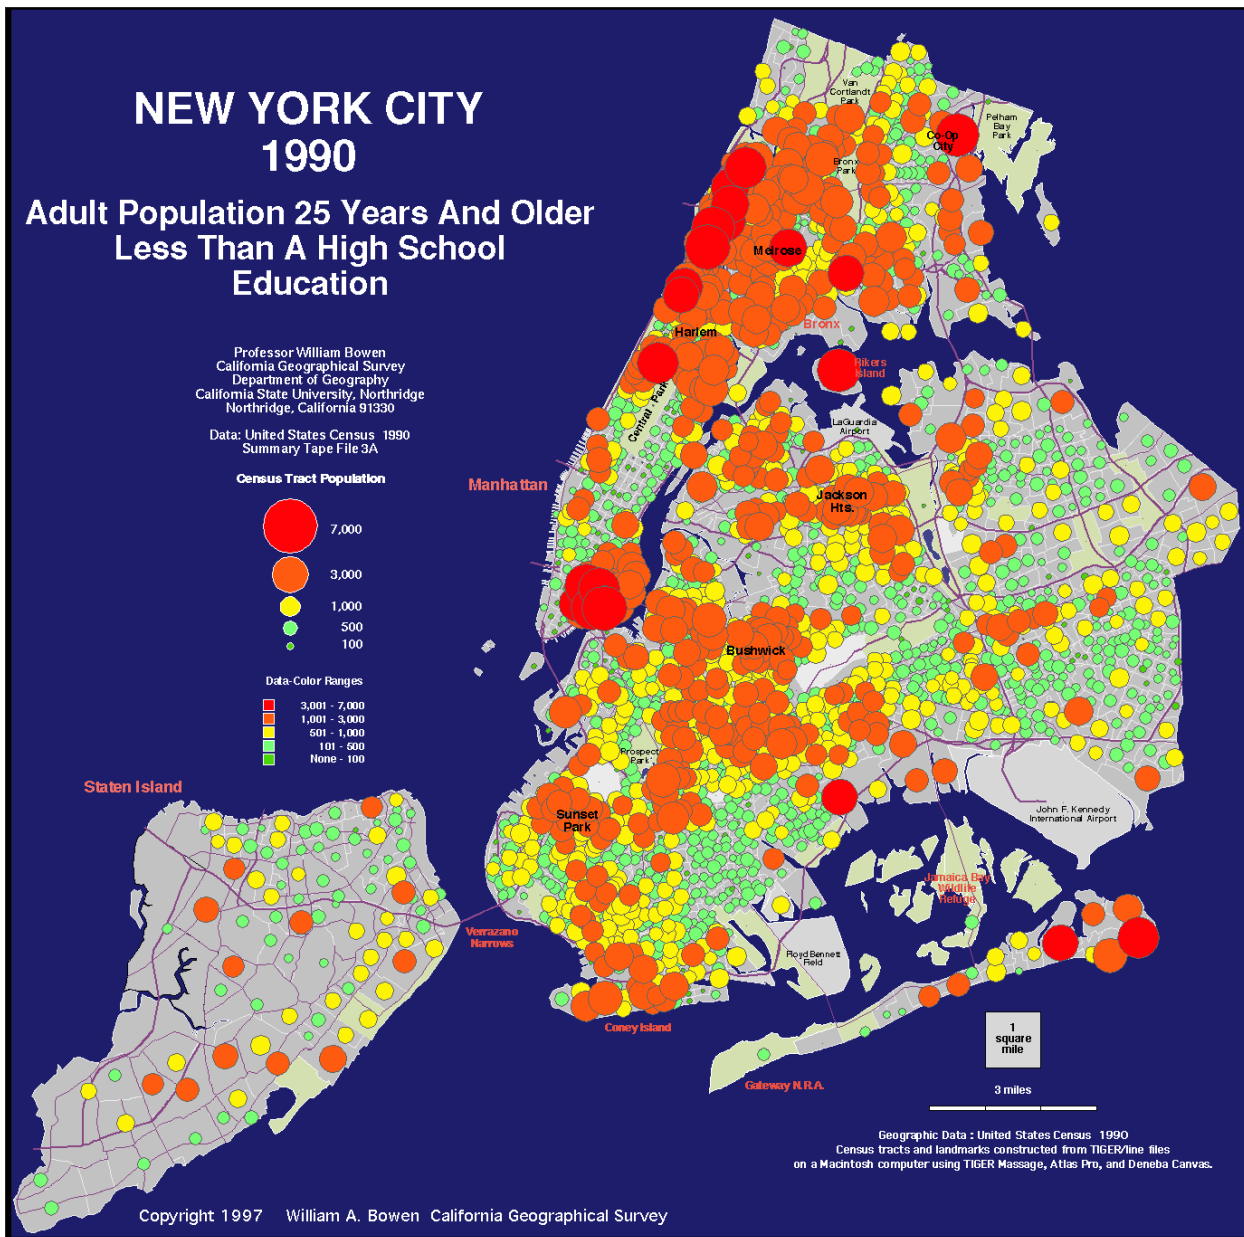 NEW YORK CITY
1990
Adult Population 25 Years And Older
Less Than A High School
Education
Professor William Bowen
California Geographical Survey
Department of Geography
California State University, Northridge
Northridge, California 91330
Data: United States Census 1990
Summary Tape File 3A
Census Tract Population
7,000
3,000
1,000
500
100
Data-Color Ranges
3,001 - 7,000
1,001 - 3,000
501 - 1,000
101 - 500
None - 100
Van
Cortlandt
Park
Pelham
Bay
Park
Co-Op
City
Bronx
Park
Melrose
Bronx
Harlem
Rikers
Island
Central Park
LaGuardia
Airport
Manhattan
Jackson
Hts.
Bushwick
Prospect
Park
Staten Island
Sunset
Park
John F. Kennedy
International Airport
Jamaica Bay
Wildlife
Refuge
Verrazano
Narrows
Floyd Bennett
Field
Coney Island
Gateway N.R.A.
1
square
mile
3 miles
Geographic Data : United States Census 1990
Census tracts and landmarks constructed from TIGER/line files
on a Macintosh computer using TIGER Massage, Atlas Pro, and Deneba Canvas.
Copyright 1997 William A. Bowen California Geographical Survey